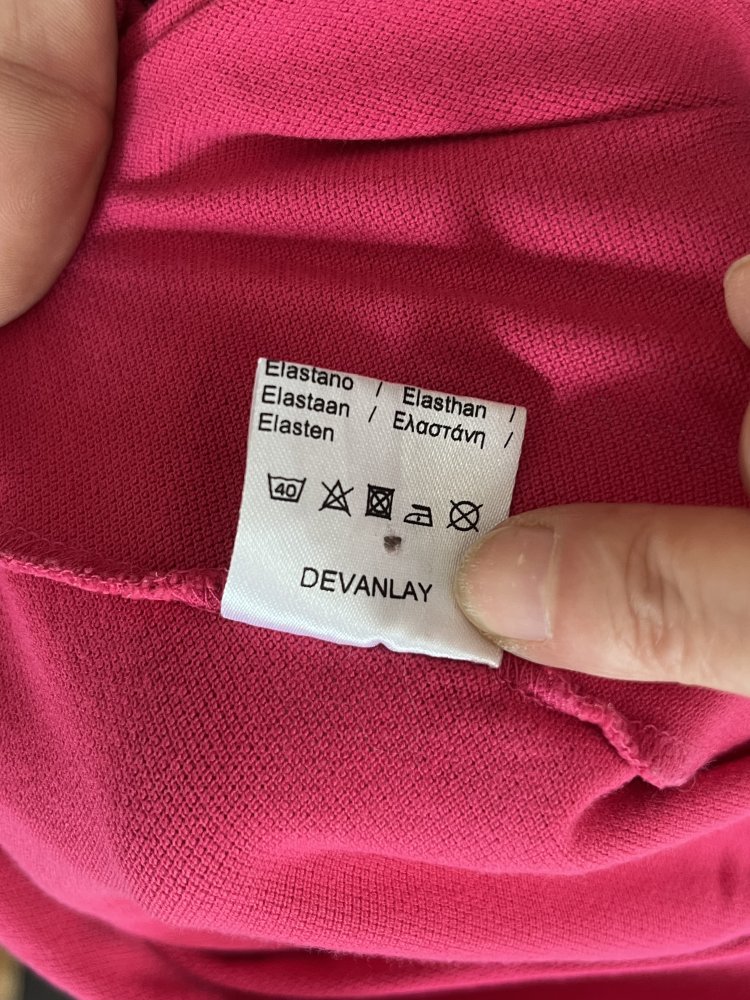 Elastano / Elasthan /
Elastaan / Ελαστάνη /
Elasten
40
DEVANLAY